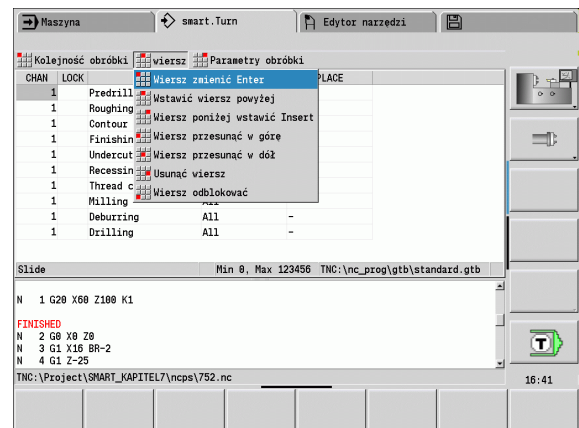 Maszyna
smart.Turn
Edytor narzędzi
Kolejność obróbki wiersz Parametry obróbki
CHAN LOCK PLACE
1 Predrill
1 Roughing
1 Contour
1 Finishin
1 Undercut
1 Recessin
1 Thread c
1 Milling All
1 Deburring All -
1 Drilling All -
Wiersz zmienić Enter
Wstawić wiersz powyżej
Wiersz poniżej wstawić Insert
Wiersz przesunąć w górę
Wiersz przesunąć w dół
Usunąć wiersz
Wiersz odblokować
Slide Min 0, Max 123456 TNC:\nc_prog\gtb\standard.gtb
N 1 G20 X60 Z100 K1
FINISHED
N 2 G0 X0 Z0
N 3 G1 X16 BR-2
N 4 G1 Z-25
TNC:\Project\SMART_KAPITEL7\ncps\752.nc
T
16:41